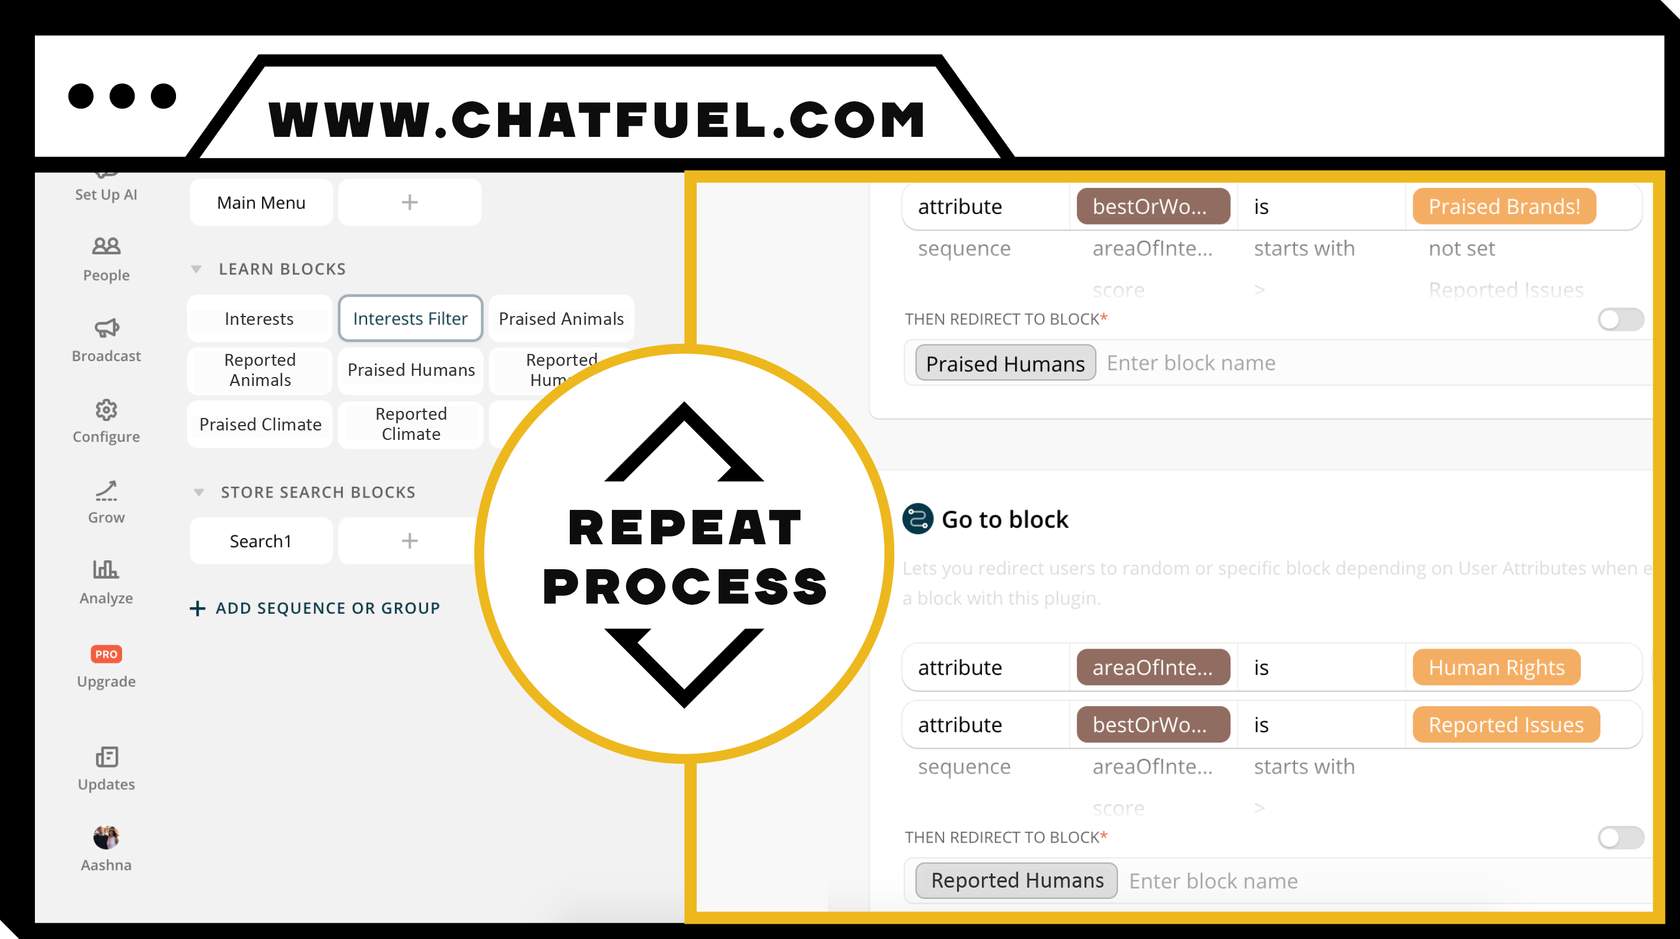 WWW.CHATFUEL.COM
Set Up AI
People
Broadcast
Configure
Grow
Analyze
PRO
Upgrade
Updates
Aashna
Main Menu
+
LEARN BLOCKS
Interests
Interests Filter
Praised Animals
Reported
Animals
Praised Humans
Reported
Praised Climate
Reported
Climate
STORE SEARCH BLOCKS
Search1
+
+ ADD SEQUENCE OR GROUP
REPEAT
PROCESS
attribute bestOrWo... is Praised Brands!
sequence areaOfInte... starts with not set
score > Reported Issues
THEN REDIRECT TO BLOCK*
Praised Humans Enter block name
Go to block
Lets you redirect users to random or specific block depending on User Attributes when e
a block with this plugin.
attribute areaOfInte... is Human Rights
attribute bestOrWo... is Reported Issues
sequence areaOfInte... starts with
score >
THEN REDIRECT TO BLOCK*
Reported Humans Enter block name